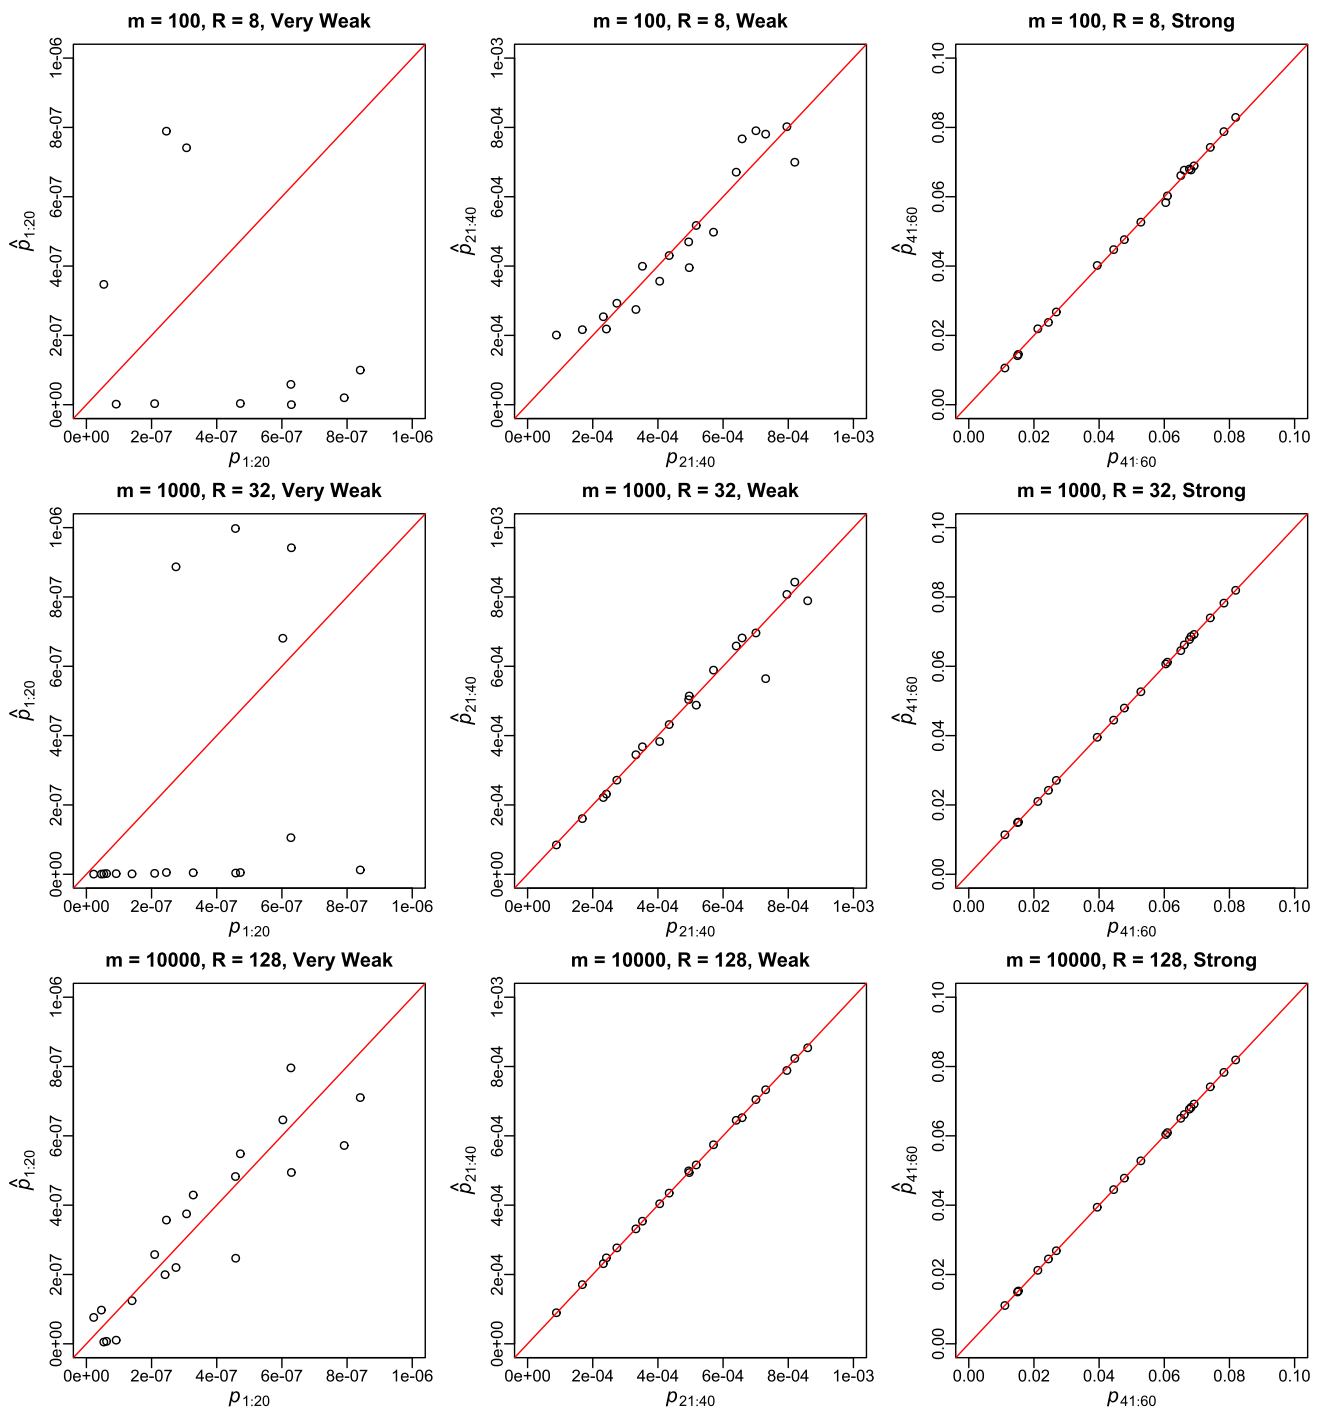 m = 100, R = 8, Very Weak
m = 100, R = 8, Weak
m = 100, R = 8, Strong
1e-06
8e-07
6e-07
4e-07
2e-07
0e+00
p̂1:20
0e+00 2e-07 4e-07 6e-07 8e-07 1e-06
p1:20
1e-03
8e-04
6e-04
4e-04
2e-04
0e+00
p̂21:40
0e+00 2e-04 4e-04 6e-04 8e-04 1e-03
p21:40
0.10
0.08
0.06
0.04
0.02
0.00
p̂41:60
0.00 0.02 0.04 0.06 0.08 0.10
p41:60
m = 1000, R = 32, Very Weak
m = 1000, R = 32, Weak
m = 1000, R = 32, Strong
1e-06
8e-07
6e-07
4e-07
2e-07
0e+00
p̂1:20
0e+00 2e-07 4e-07 6e-07 8e-07 1e-06
p1:20
1e-03
8e-04
6e-04
4e-04
2e-04
0e+00
p̂21:40
0e+00 2e-04 4e-04 6e-04 8e-04 1e-03
p21:40
0.10
0.08
0.06
0.04
0.02
0.00
p̂41:60
0.00 0.02 0.04 0.06 0.08 0.10
p41:60
m = 10000, R = 128, Very Weak
m = 10000, R = 128, Weak
m = 10000, R = 128, Strong
1e-06
8e-07
6e-07
4e-07
2e-07
0e+00
p̂1:20
0e+00 2e-07 4e-07 6e-07 8e-07 1e-06
p1:20
1e-03
8e-04
6e-04
4e-04
2e-04
0e+00
p̂21:40
0e+00 2e-04 4e-04 6e-04 8e-04 1e-03
p21:40
0.10
0.08
0.06
0.04
0.02
0.00
p̂41:60
0.00 0.02 0.04 0.06 0.08 0.10
p41:60